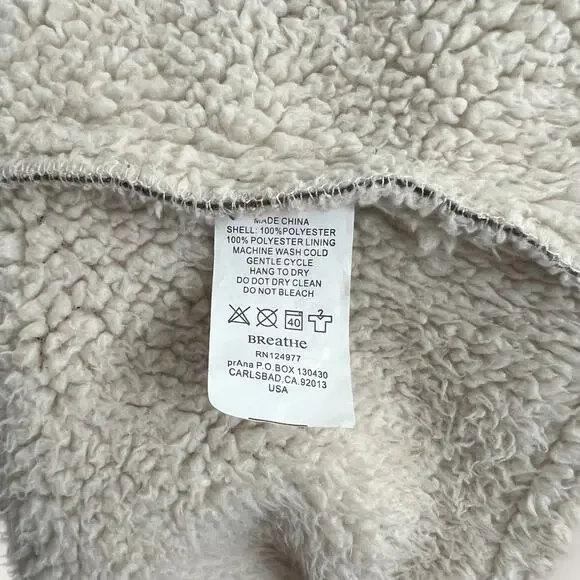 MADE CHINA
SHELL: 100%POLYESTER
100% POLYESTER LINING
MACHINE WASH COLD
GENTLE CYCLE
HANG TO DRY
DO DOT DRY CLEAN
DO NOT BLEACH
40
BREATHE
RN124977
prAna P.O.BOX 130430
CARLSBAD,CA.92013
USA